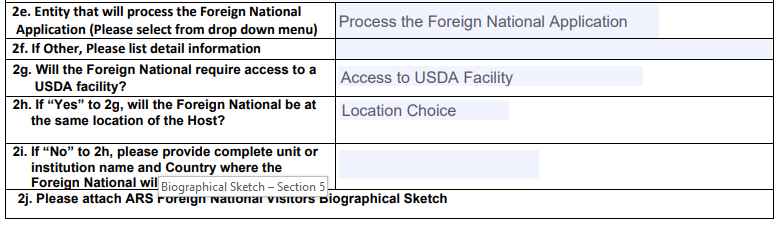 2e. Entity that will process the Foreign National
Application (Please select from drop down menu)
Process the Foreign National Application
2f. If Other, Please list detail information
2g. Will the Foreign National require access to a
USDA facility?
Access to USDA Facility
2h. If “Yes” to 2g, will the Foreign National be at
the same location of the Host?
Location Choice
2i. If “No” to 2h, please provide complete unit or
institution name and Country where the
Foreign National wil
Biographical Sketch – Section 5
2j. Please attach ARS Foreign National Visitors Biographical Sketch